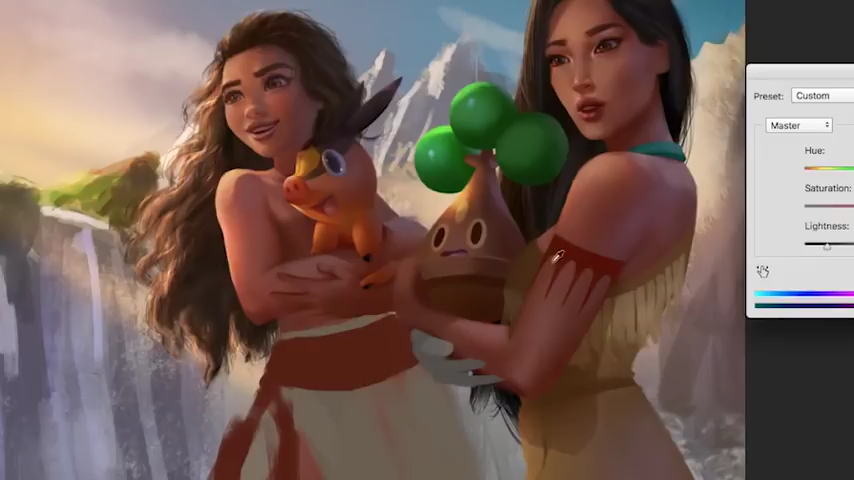 Preset: Custom
Master
Hue:
Saturation:
Lightness: